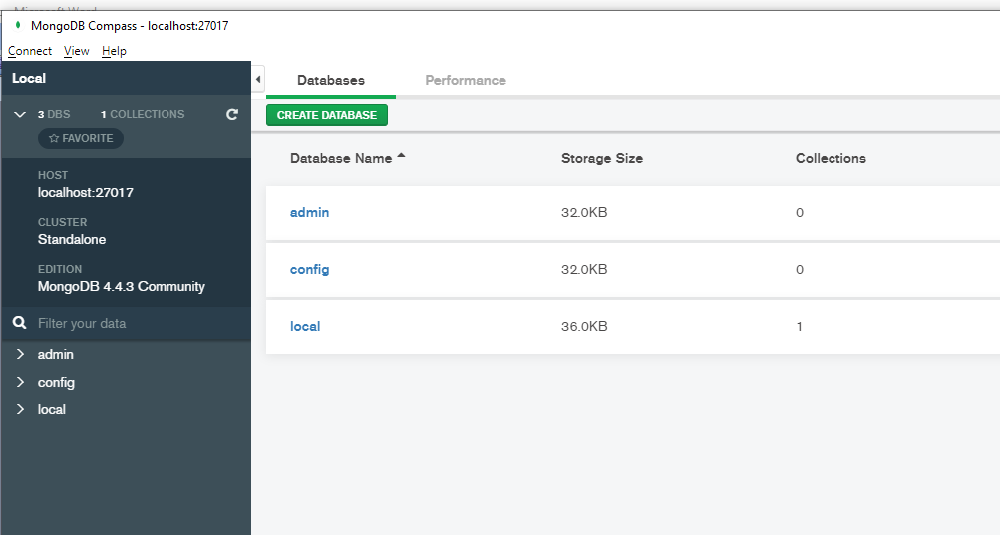 Microsoft Word
MongoDB Compass - localhost:27017
Connect View Help
Local
3 DBS 1 COLLECTIONS
FAVORITE
HOST
localhost:27017
CLUSTER
Standalone
EDITION
MongoDB 4.4.3 Community
Filter your data
admin
config
local
Databases Performance
CREATE DATABASE
Database Name Storage Size Collections
admin 32.0KB 0
config 32.0KB 0
local 36.0KB 1